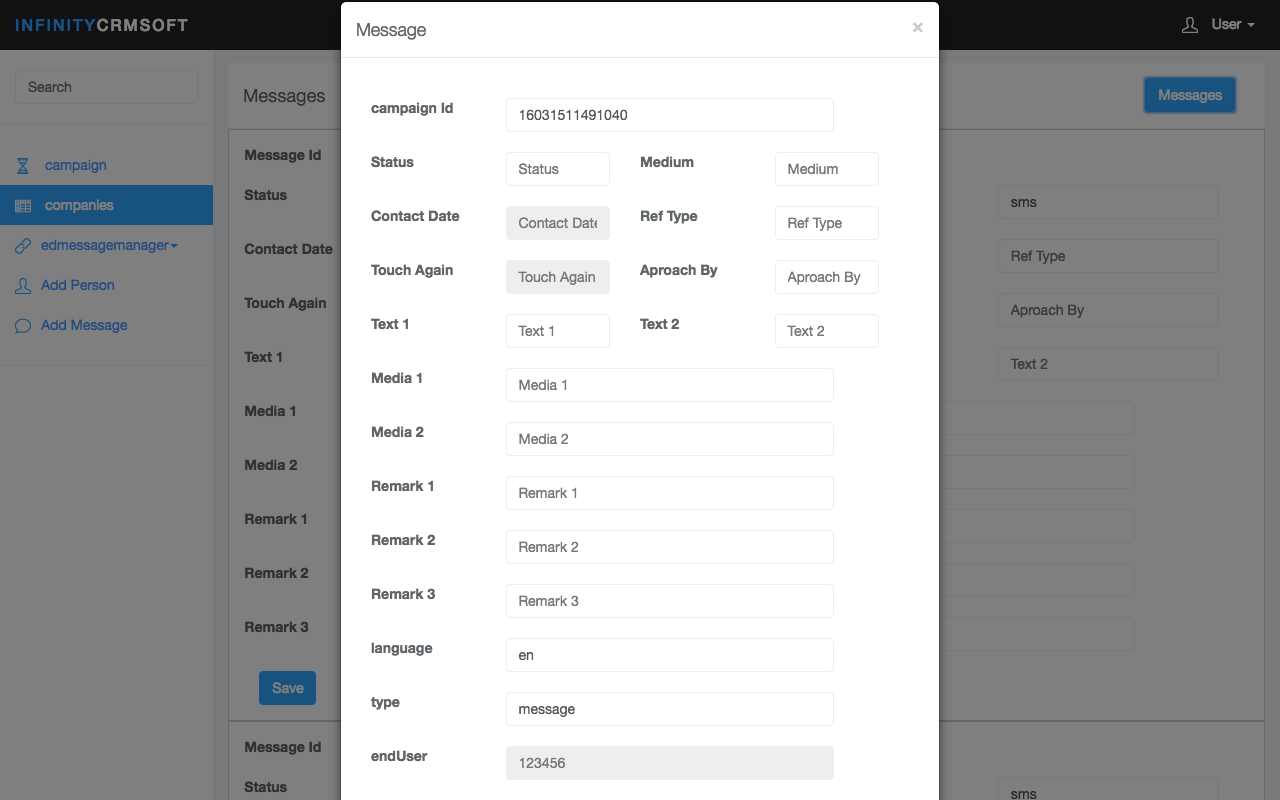 INFINITYCRMSOFT
User
Search
campaign
companies
edmessagemanager
Add Person
Add Message
Messages
Messages
Message Id
Status
sms
Contact Date
Ref Type
Touch Again
Aproach By
Text 1
Text 2
Media 1
Media 2
Remark 1
Remark 2
Remark 3
Save
Message Id
Status
sms
Message
×
campaign Id
16031511491040
Status
Status
Medium
Medium
Contact Date
Contact Date
Ref Type
Ref Type
Touch Again
Touch Again
Aproach By
Aproach By
Text 1
Text 1
Text 2
Text 2
Media 1
Media 1
Media 2
Media 2
Remark 1
Remark 1
Remark 2
Remark 2
Remark 3
Remark 3
language
en
type
message
endUser
123456